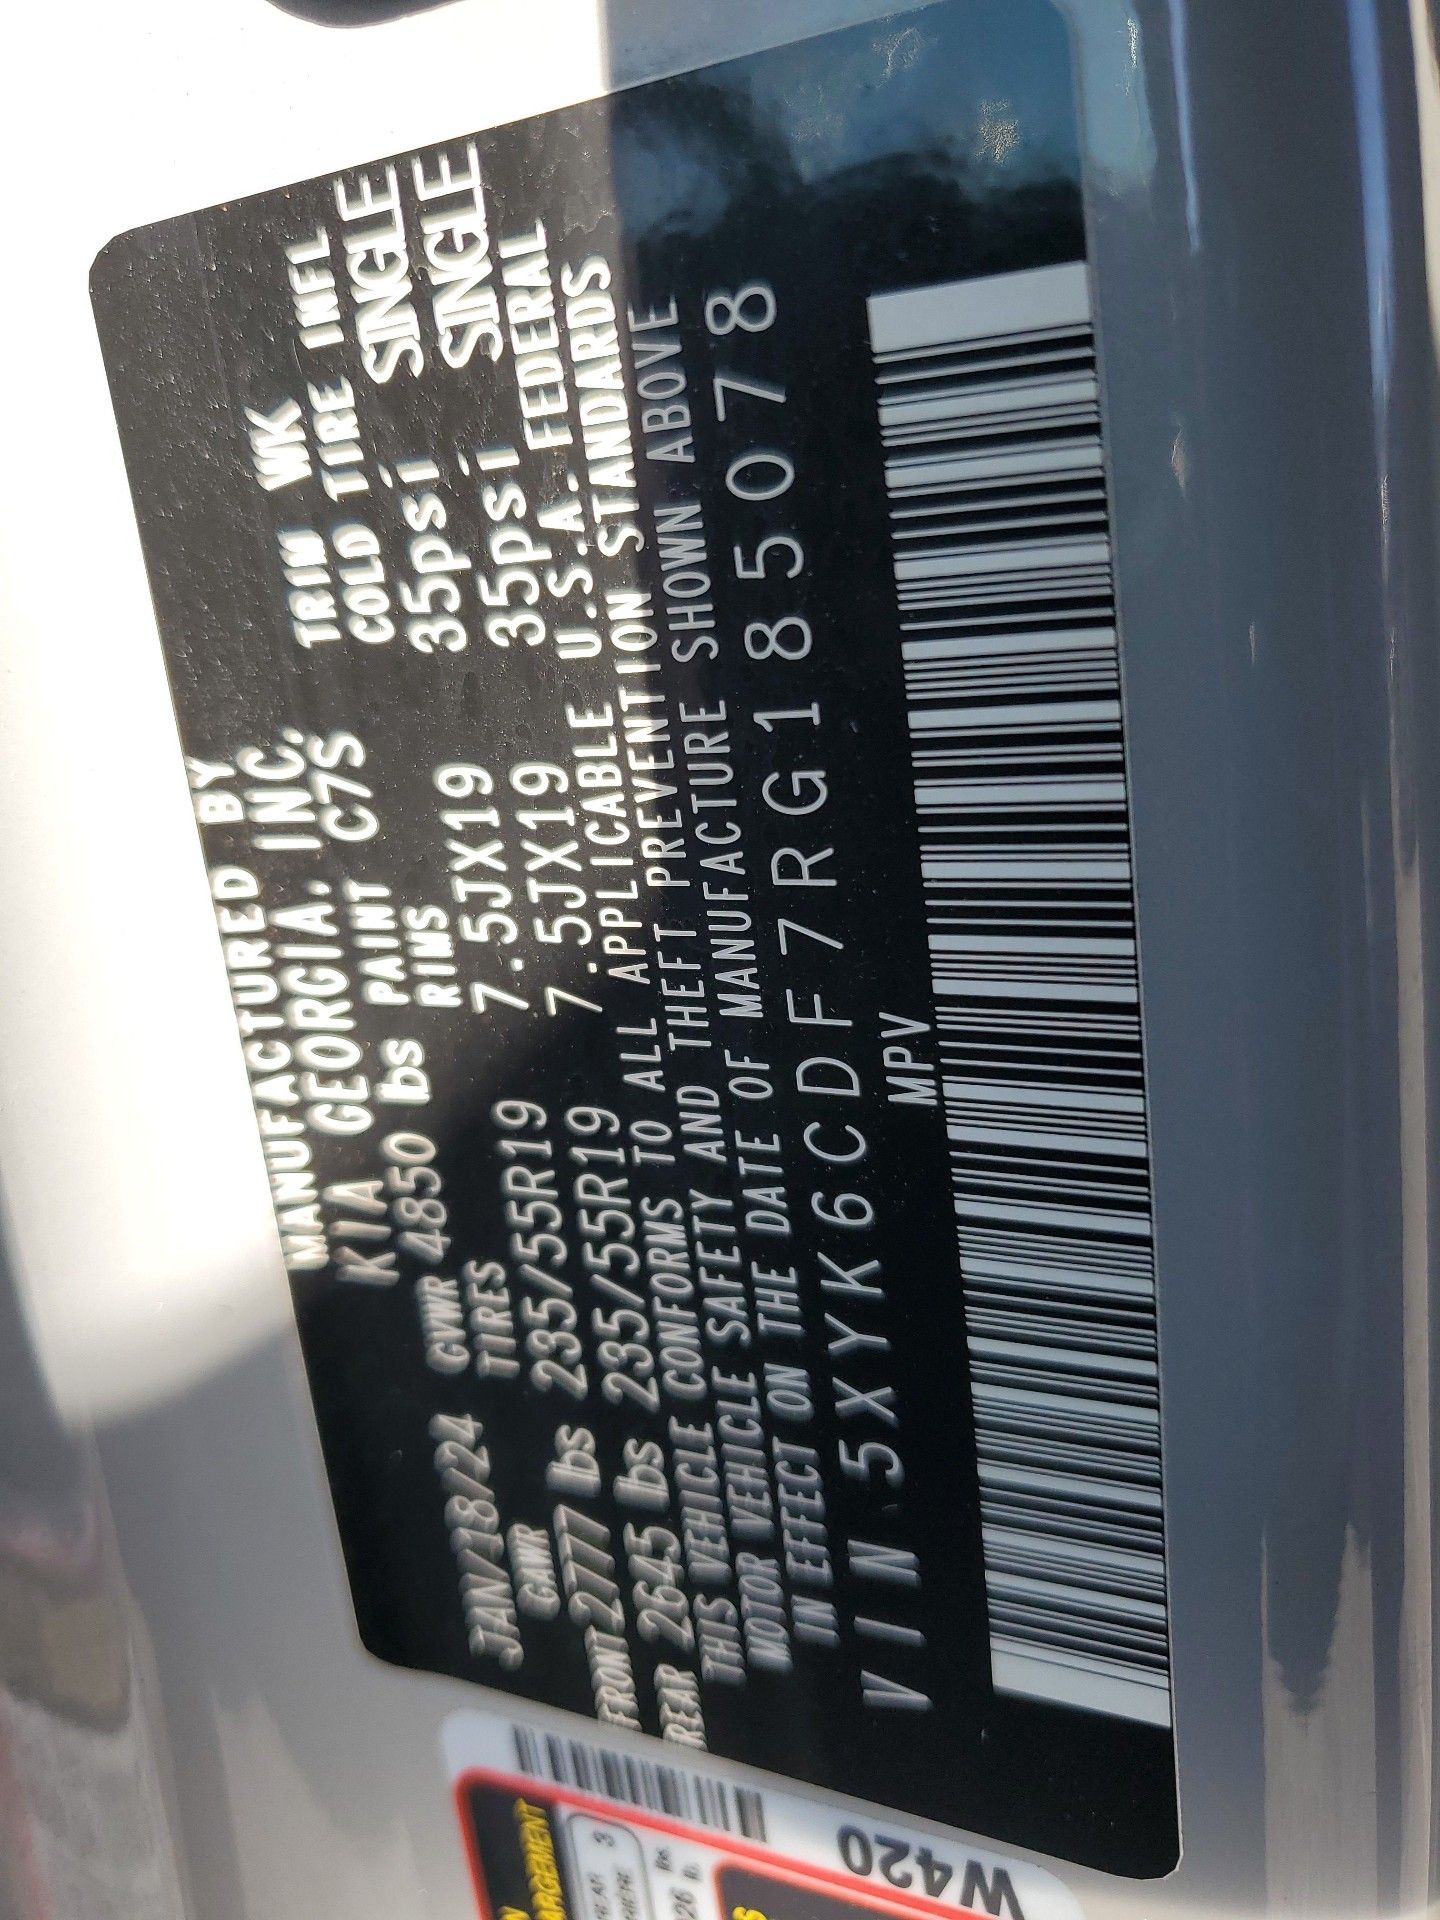 MANUFACTURED BY
KIA GEORGIA. INC.
JAN/18/24 GVWR 4850 lbs PAINT C7S TRIM WK
GAWR TIRES RIMS COLD TIRE INFL
FRONT 2777 lbs 235/55R19 7.5JX19 35psi SINGLE
REAR 2645 lbs 235/55R19 7.5JX19 35psi SINGLE
THIS VEHICLE CONFORMS TO ALL APPLICABLE U.S.A. FEDERAL
MOTOR VEHICLE SAFETY AND THEFT PREVENTION STANDARDS
IN EFFECT ON THE DATE OF MANUFACTURE SHOWN ABOVE
VIN 5XYK6CDF7RG185078
MPV
W420
3